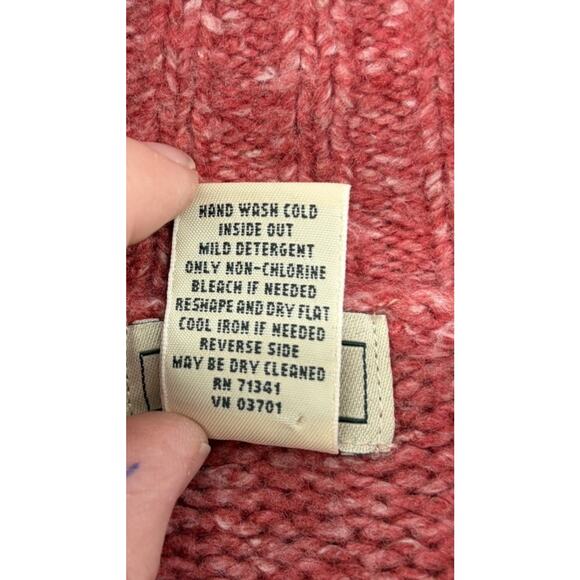 HAND WASH COLD
INSIDE OUT
MILD DETERGENT
ONLY NON-CHLORINE
BLEACH IF NEEDED
RESHAPE AND DRY FLAT
COOL IRON IF NEEDED
REVERSE SIDE
MAY BE DRY CLEANED
RN 71341
VN 03701